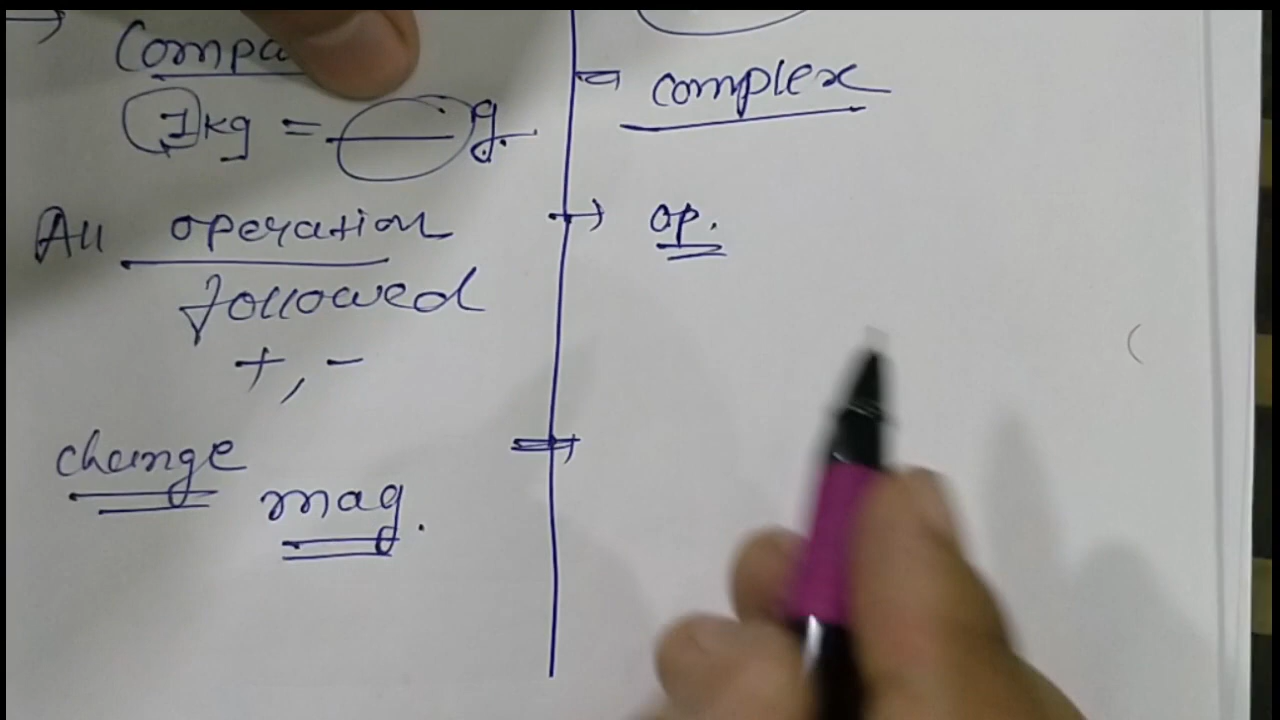 1kg = g.
All operation
followed
+, -
change
mag.
complex
op.